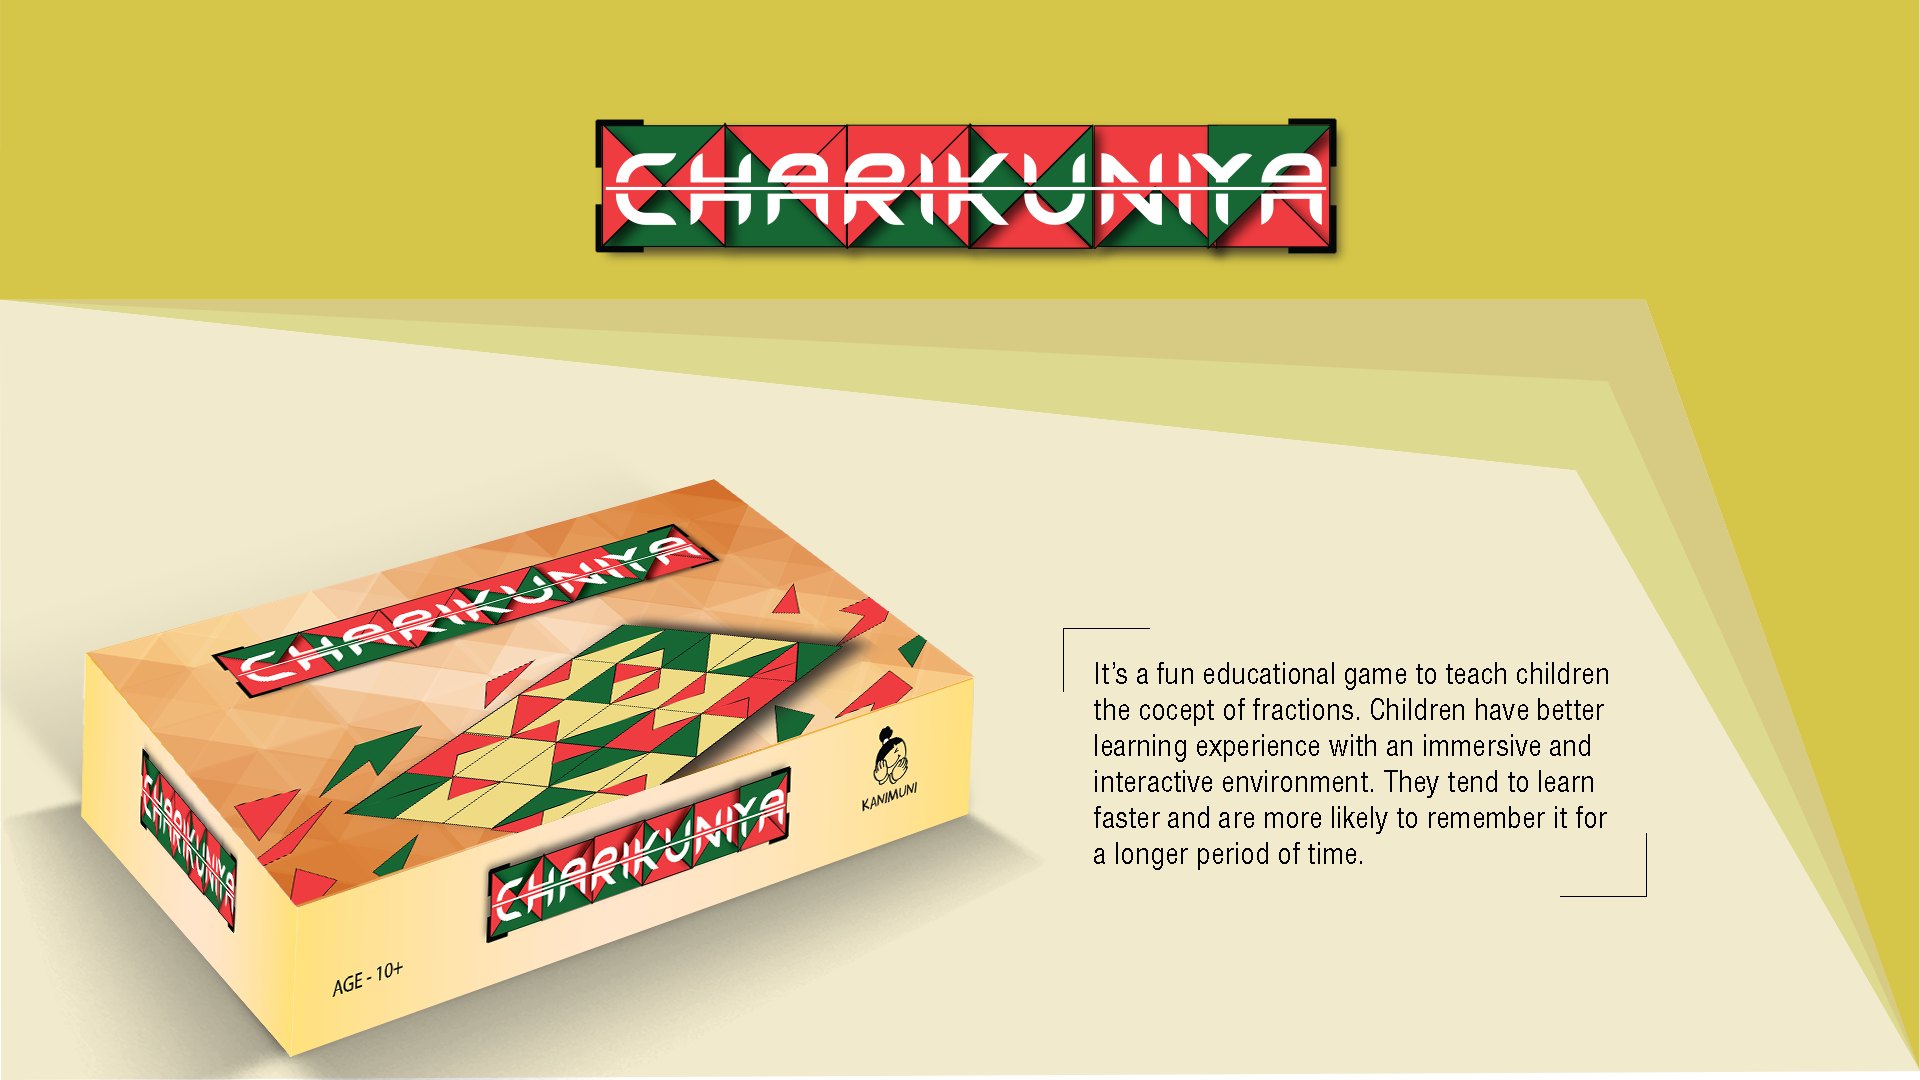 CHARIKUNIYA
CHARIKUNIYA
It's a fun educational game to teach children
the cocept of fractions. Children have better
learning experience with an immersive and
interactive environment. They tend to learn
faster and are more likely to remember it for
a longer period of time.
KANIMUNI
CHARIKUNIYA
CHARIKUNIYA
AGE - 10+